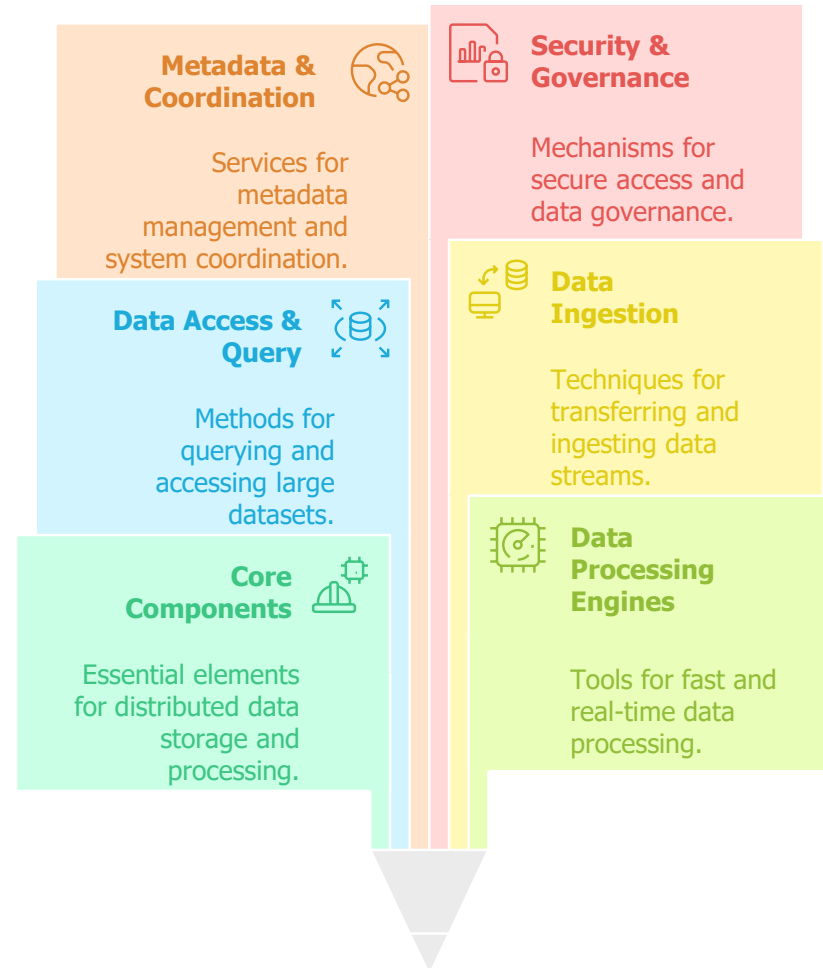 Metadata &
Coordination
Services for
metadata
management and
system coordination.
Security &
Governance
Mechanisms for
secure access and
data governance.
Data Access &
Query
Methods for
querying and
accessing large
datasets.
Data
Ingestion
Techniques for
transferring and
ingesting data
streams.
Core
Components
Essential elements
for distributed data
storage and
processing.
Data
Processing
Engines
Tools for fast and
real-time data
processing.